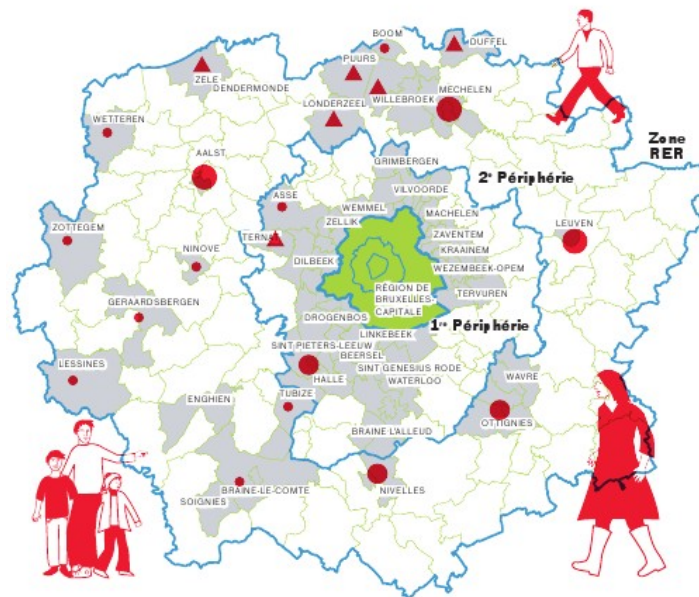 BOOM
DUFFEL
PUURS
ZELE
DENDERMONDE
WILLEBROEK
MECHELEN
LONDERZEEL
WETTEREN
Zone
RER
AALST
GRIMBERGEN
2e Périphérie
VILVOORDE
ASSE
WEMMEL
MACHELEN
ZELLIK
LEUVEN
ZOTTEGEM
TERNAT
ZAVENTEM
NINOVE
KRAAINEM
DILBEEK
WEZEMBEEK-OPEM
TERVUREN
RÉGION DE
BRUXELLES
CAPITALE
GERAARDSBERGEN
DROGENBOS
1re Périphérie
LINKEBEEK
SINT PIETERS-LEEUW
BEERSEL
LESSINES
SINT GENESIUS RODE
WAVRE
HALLE
WATERLOO
TUBIZE
ENGHIEN
OTTIGNIES
BRAINE L'ALLEUD
BRAINE-LE-COMTE
NIVELLES
SOIGNIES